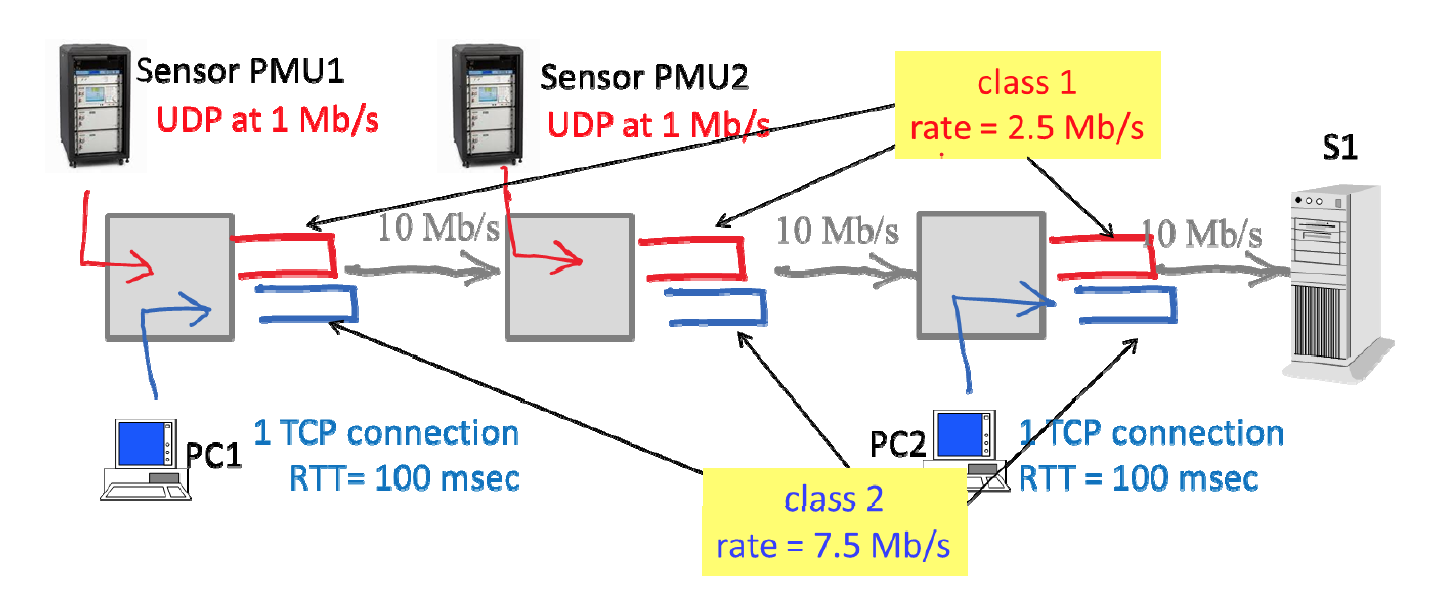 Sensor PMU1
UDP at 1 Mb/s
Sensor PMU2
UDP at 1 Mb/s
class 1
rate = 2.5 Mb/s
S1
10 Mb/s
10 Mb/s
10 Mb/s
PC1
1 TCP connection
RTT= 100 msec
PC2
1 TCP connection
RTT = 100 msec
class 2
rate = 7.5 Mb/s